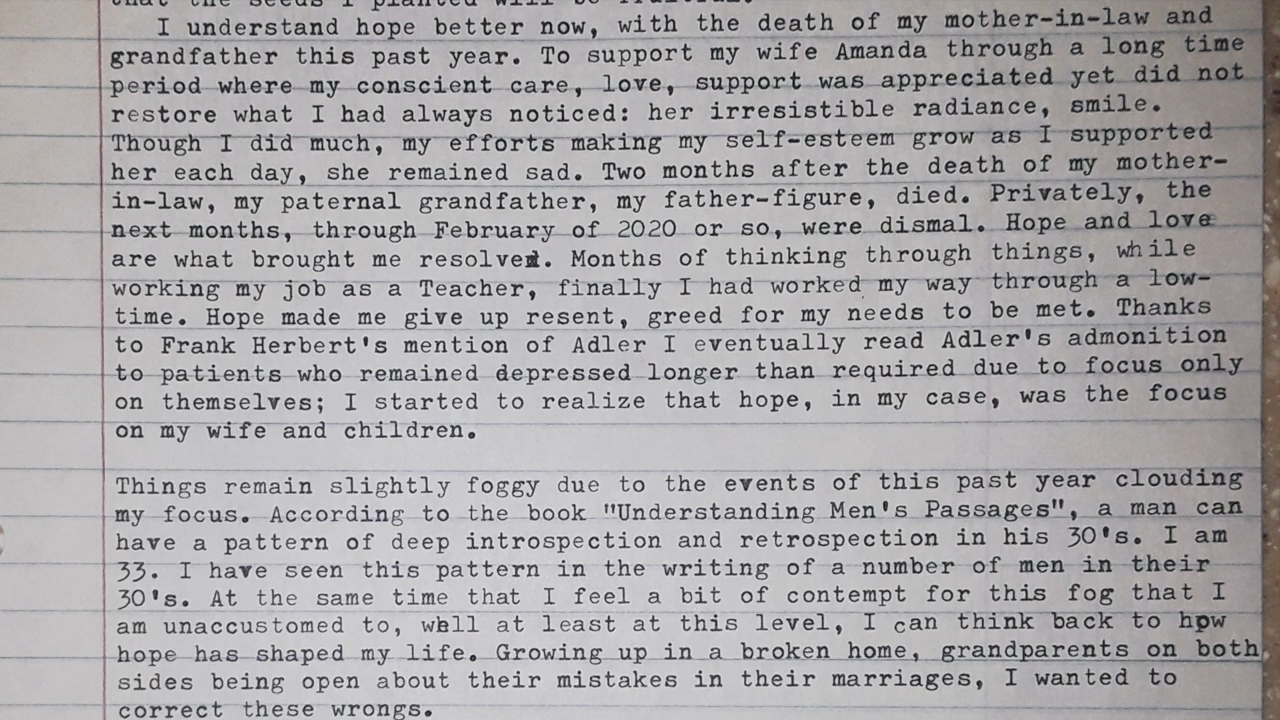 that the seeds I planted will be fruitful.
I understand hope better now, with the death of my mother-in-law and
grandfather this past year. To support my wife Amanda through a long time
period where my conscient care, love, support was appreciated yet did not
restore what I had always noticed: her irresistible radiance, smile.
Though I did much, my efforts making my self-esteem grow as I supported
her each day, she remained sad. Two months after the death of my mother-
in-law, my paternal grandfather, my father-figure, died. Privately, the
next months, through February of 2020 or so, were dismal. Hope and love
are what brought me resolve. Months of thinking through things, while
working my job as a Teacher, finally I had worked my way through a low-
time. Hope made me give up resent, greed for my needs to be met. Thanks
to Frank Herbert's mention of Adler I eventually read Adler's admonition
to patients who remained depressed longer than required due to focus only
on themselves; I started to realize that hope, in my case, was the focus
on my wife and children.
Things remain slightly foggy due to the events of this past year clouding
my focus. According to the book "Understanding Men's Passages", a man can
have a pattern of deep introspection and retrospection in his 30's. I am
33. I have seen this pattern in the writing of a number of men in their
30's. At the same time that I feel a bit of contempt for this fog that I
am unaccustomed to, well at least at this level, I can think back to how
hope has shaped my life. Growing up in a broken home, grandparents on both
sides being open about their mistakes in their marriages, I wanted to
correct these wrongs.